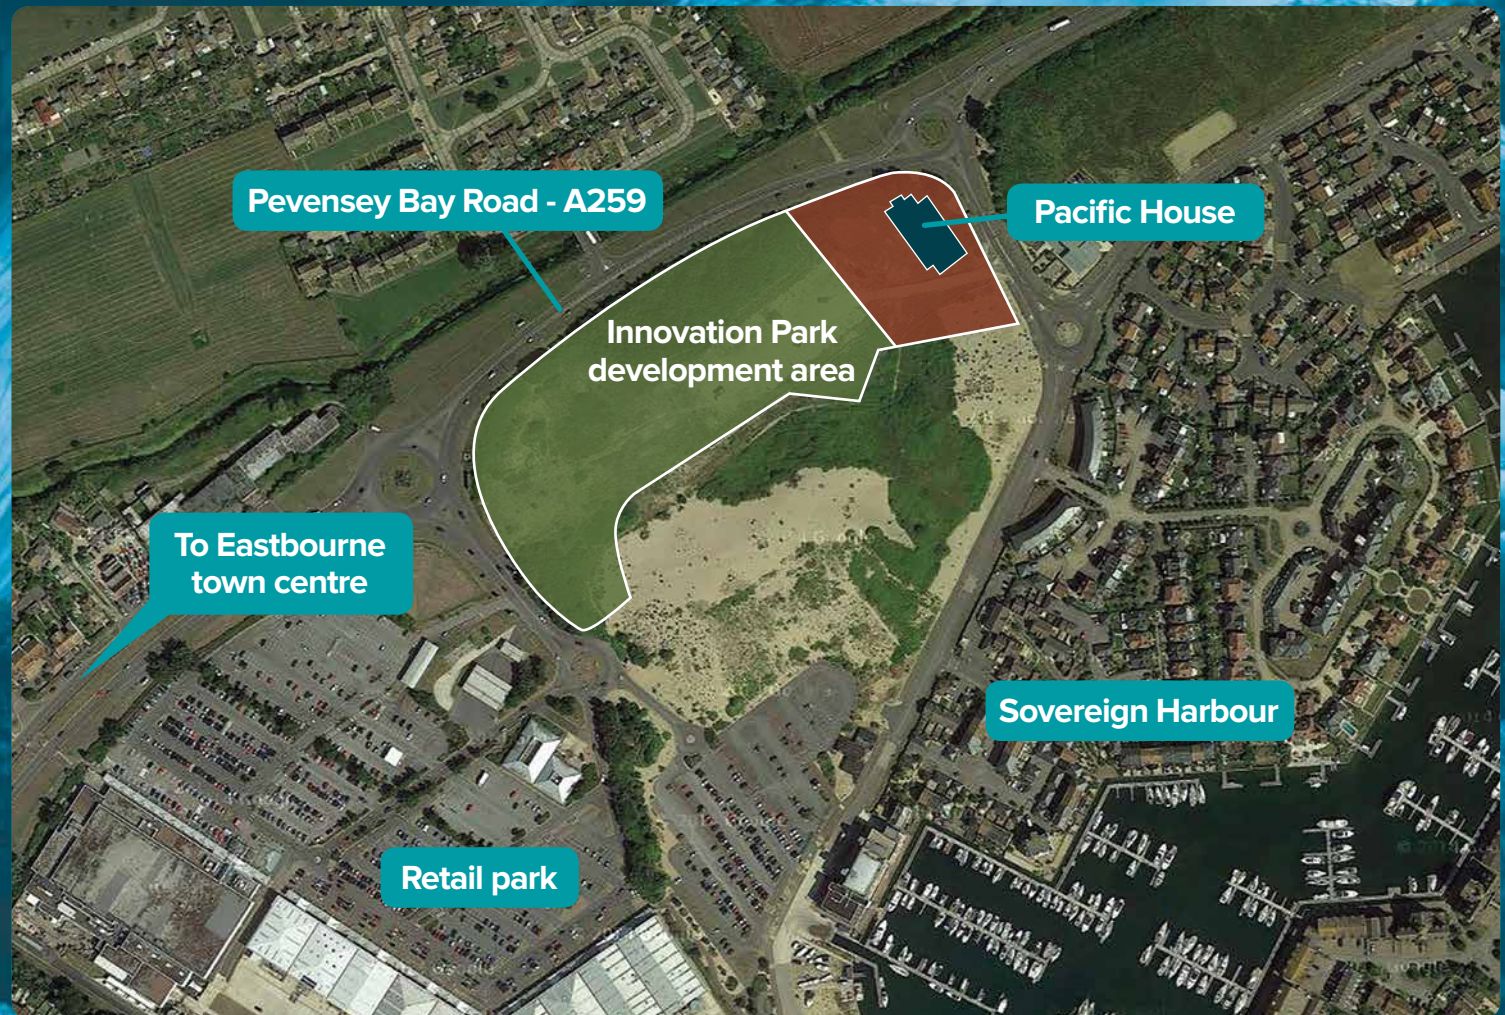 Pevensey Bay Road - A259
Pacific House
Innovation Park
development area
To Eastbourne
town centre
Sovereign Harbour
Retail park